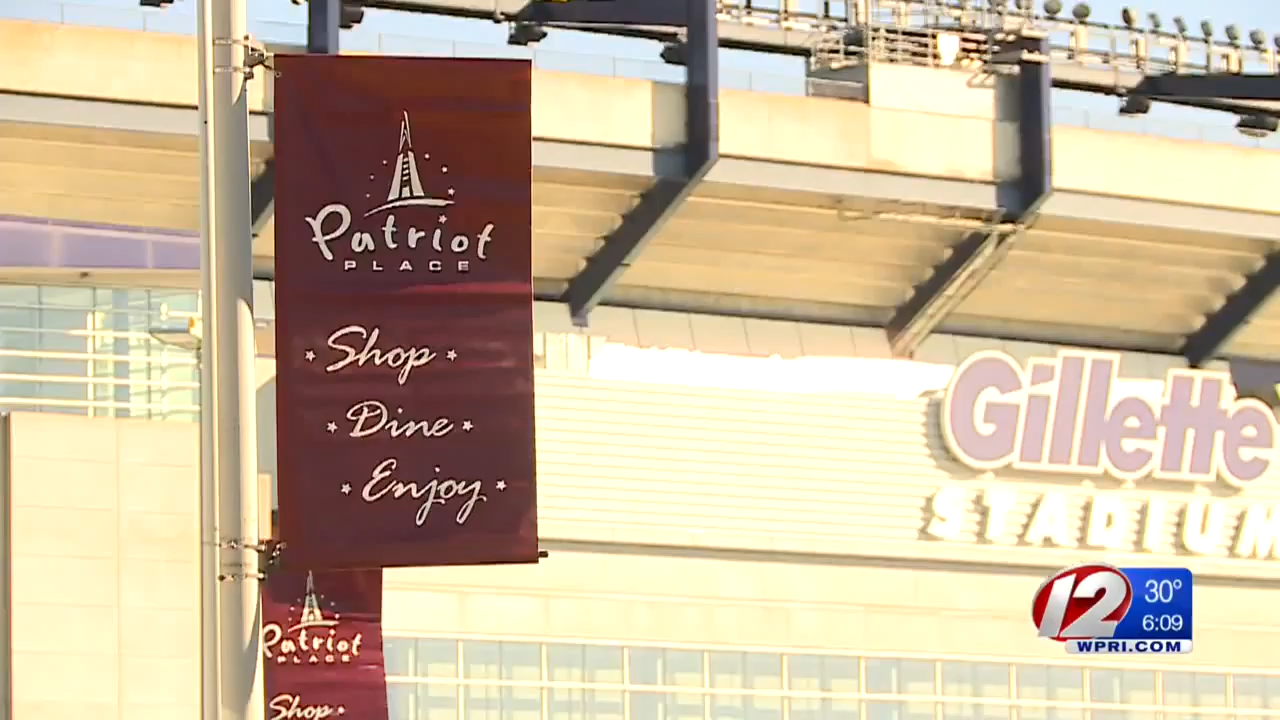 Patriot
PLACE
Shop
Dine
Enjoy
Patriot
PLACE
Shop
Gillette
STADIUM
12
30°
6:09
WPRI.COM